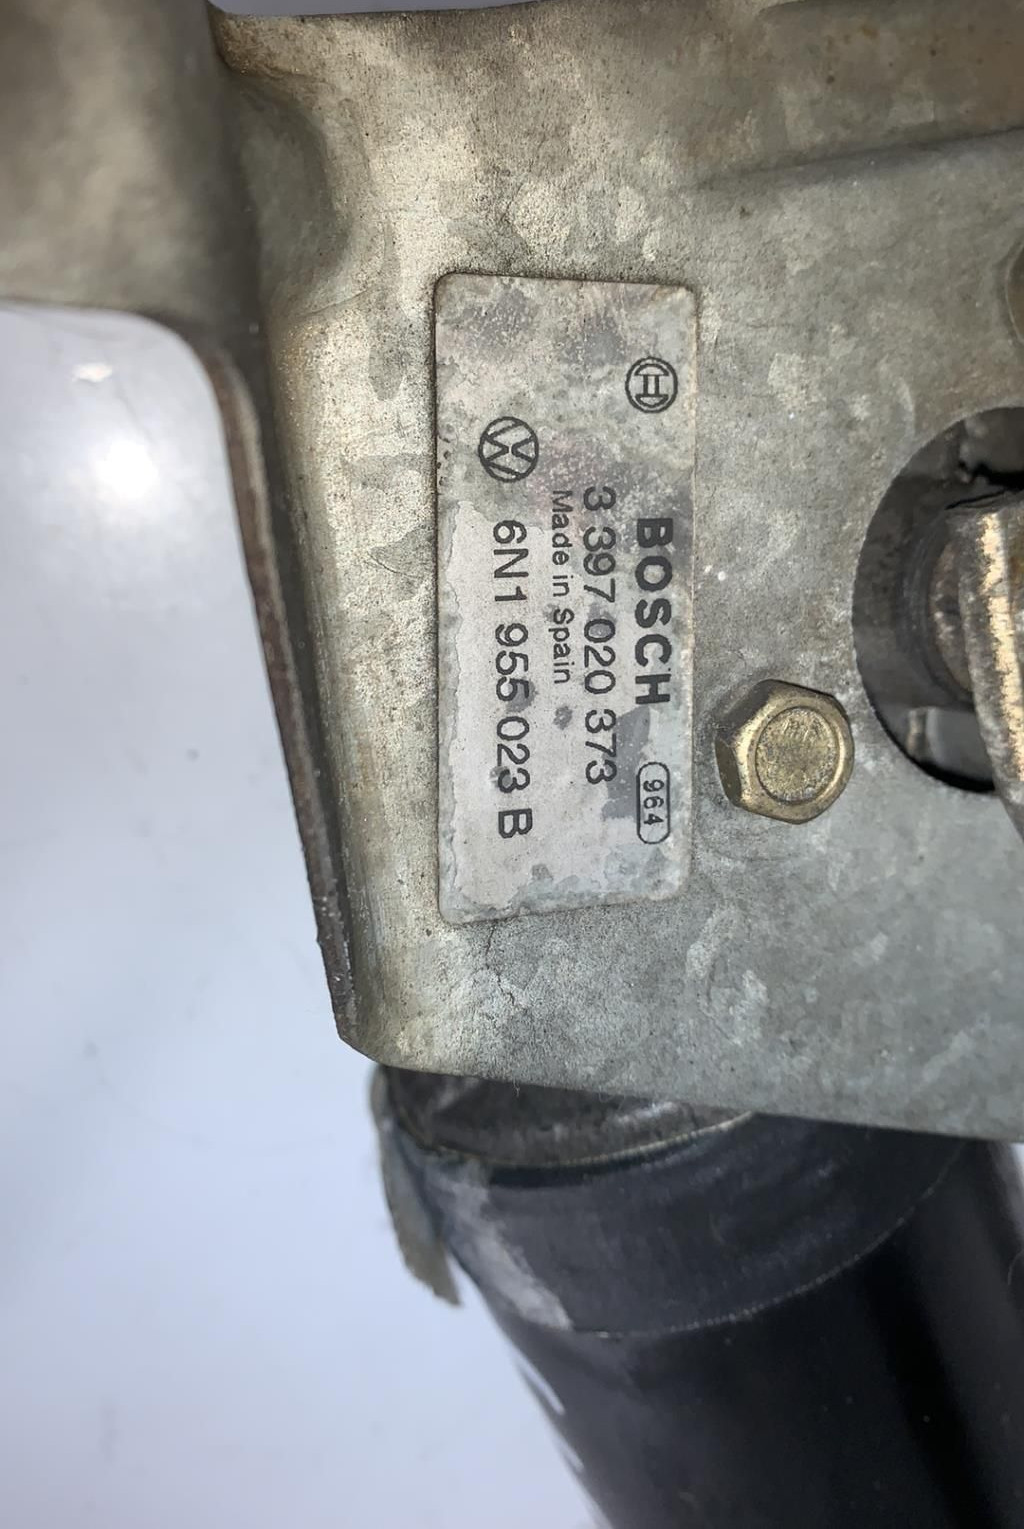 BOSCH 964
3 397 020 373
Made in Spain
6N1 955 023 B